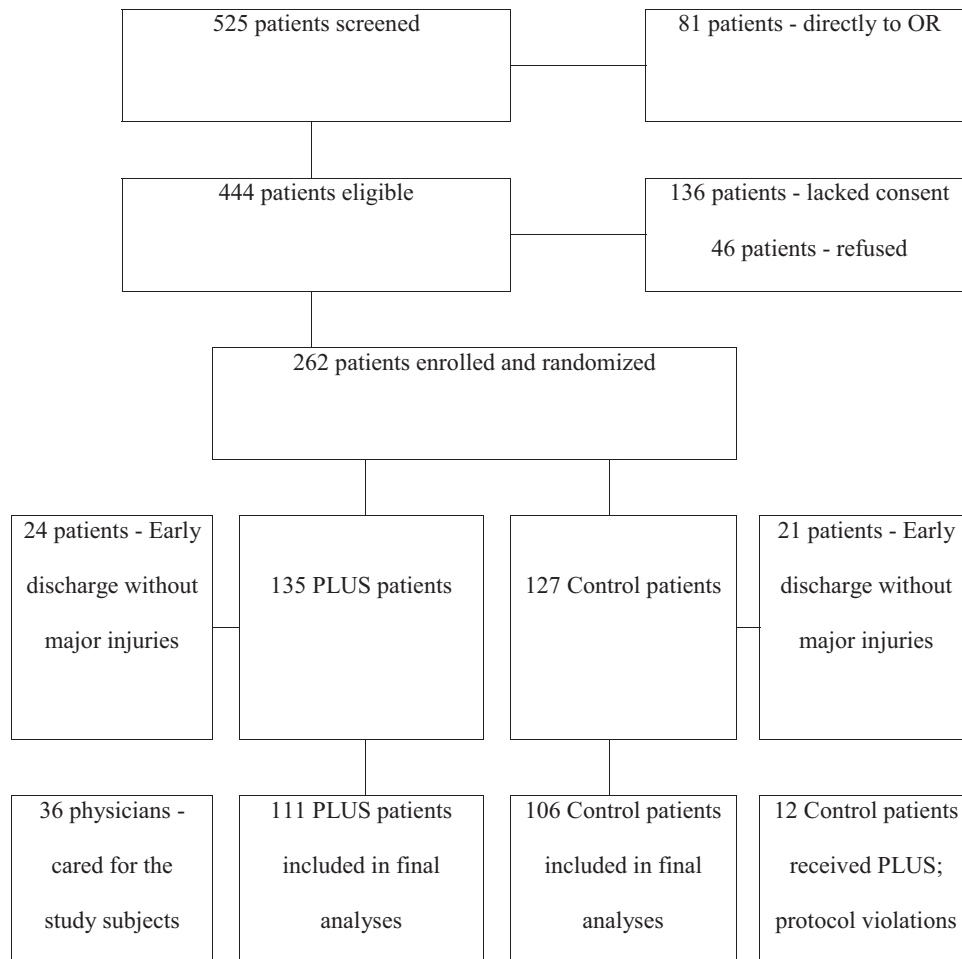 525 patients screened
81 patients - directly to OR
444 patients eligible
136 patients - lacked consent
46 patients - refused
262 patients enrolled and randomized
24 patients - Early
discharge without
major injuries
135 PLUS patients
127 Control patients
21 patients - Early
discharge without
major injuries
36 physicians -
cared for the
study subjects
111 PLUS patients
included in final
analyses
106 Control patients
included in final
analyses
12 Control patients
received PLUS;
protocol violations